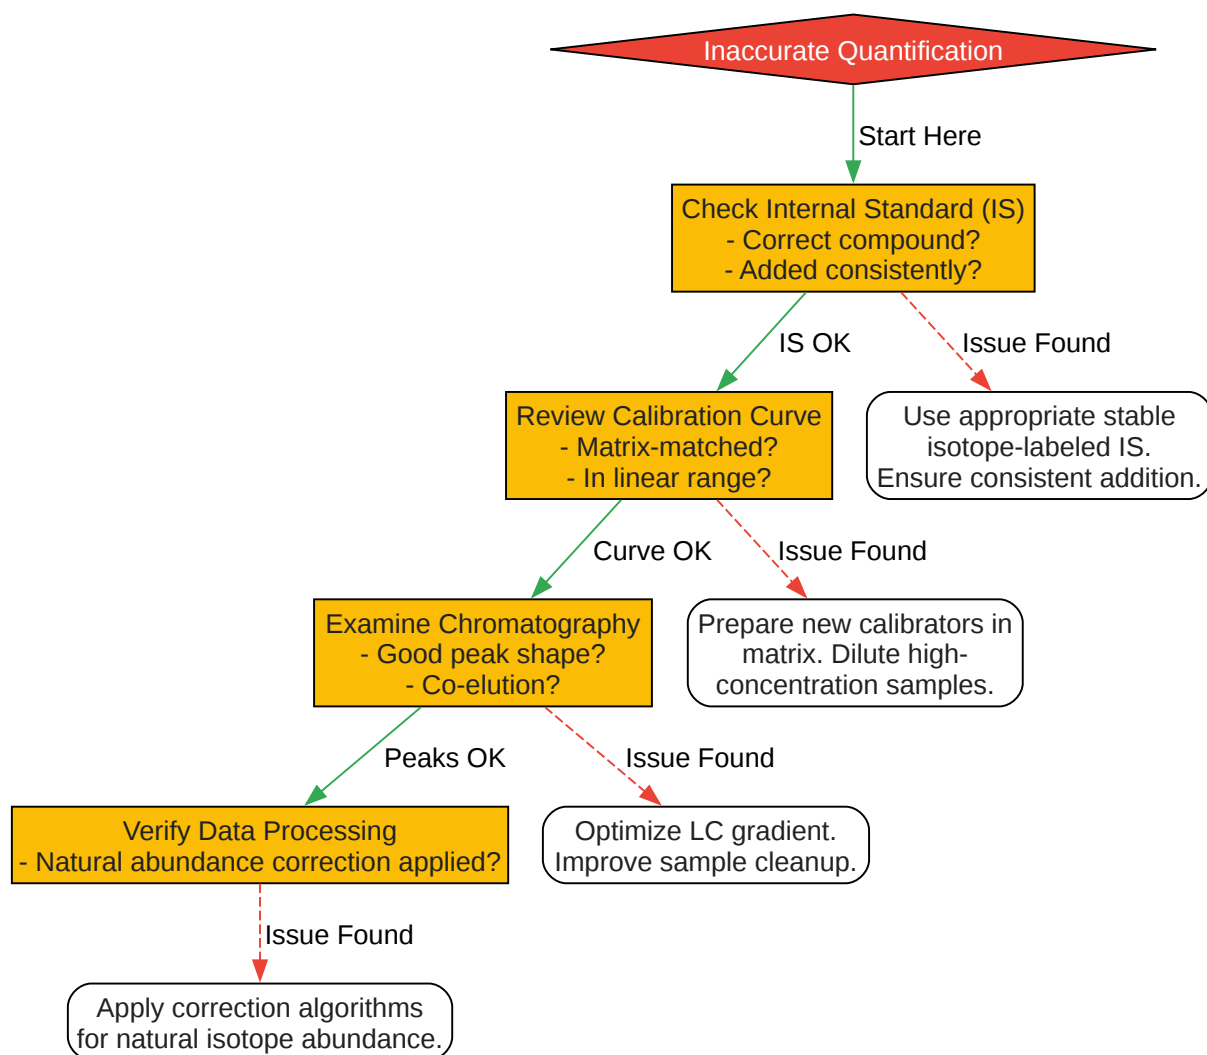 Inaccurate Quantification
Start Here
Check Internal Standard (IS)
- Correct compound?
- Added consistently?
IS OK
Issue Found
Review Calibration Curve
- Matrix-matched?
- In linear range?
Use appropriate stable
isotope-labeled IS.
Ensure consistent addition.
Curve OK
Issue Found
Examine Chromatography
- Good peak shape?
- Co-elution?
Prepare new calibrators in
matrix. Dilute high-
concentration samples.
Peaks OK
Issue Found
Verify Data Processing
- Natural abundance correction applied?
Optimize LC gradient.
Improve sample cleanup.
Issue Found
Apply correction algorithms
for natural isotope abundance.